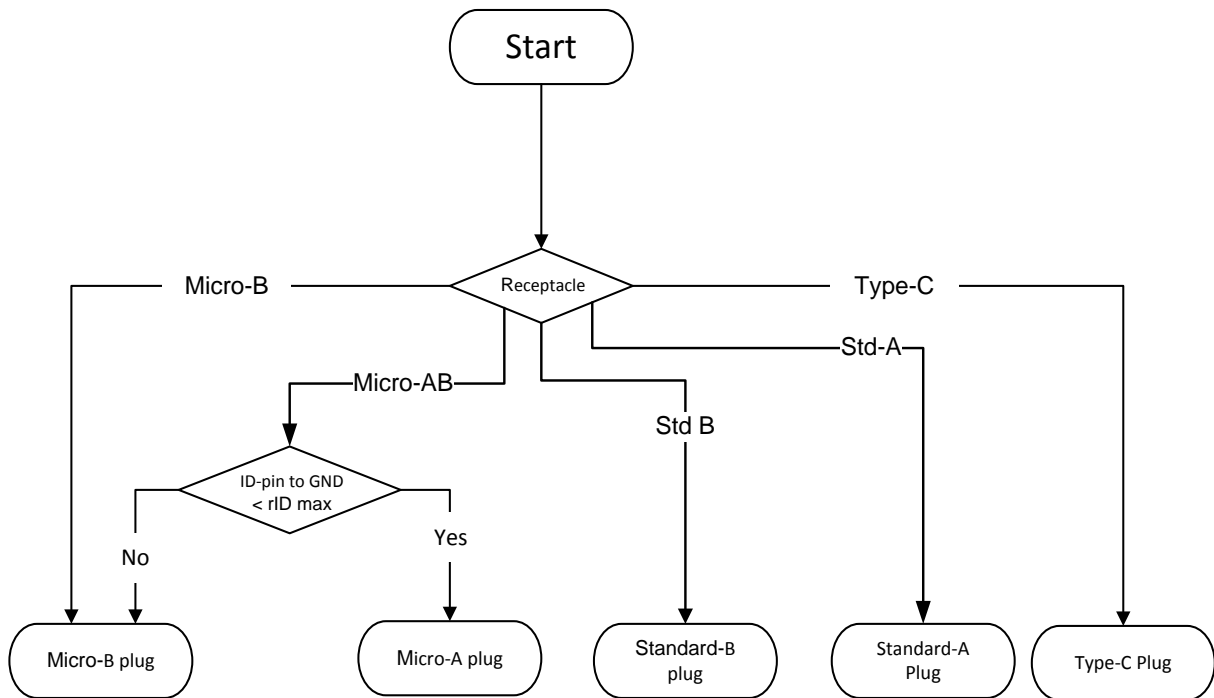 Start
Receptacle
Micro-B
Type-C
Std-A
Micro-AB
Std B
ID-pin to GND
< rID max
No
Yes
Micro-B plug
Micro-A plug
Standard-B
plug
Standard-A
Plug
Type-C Plug